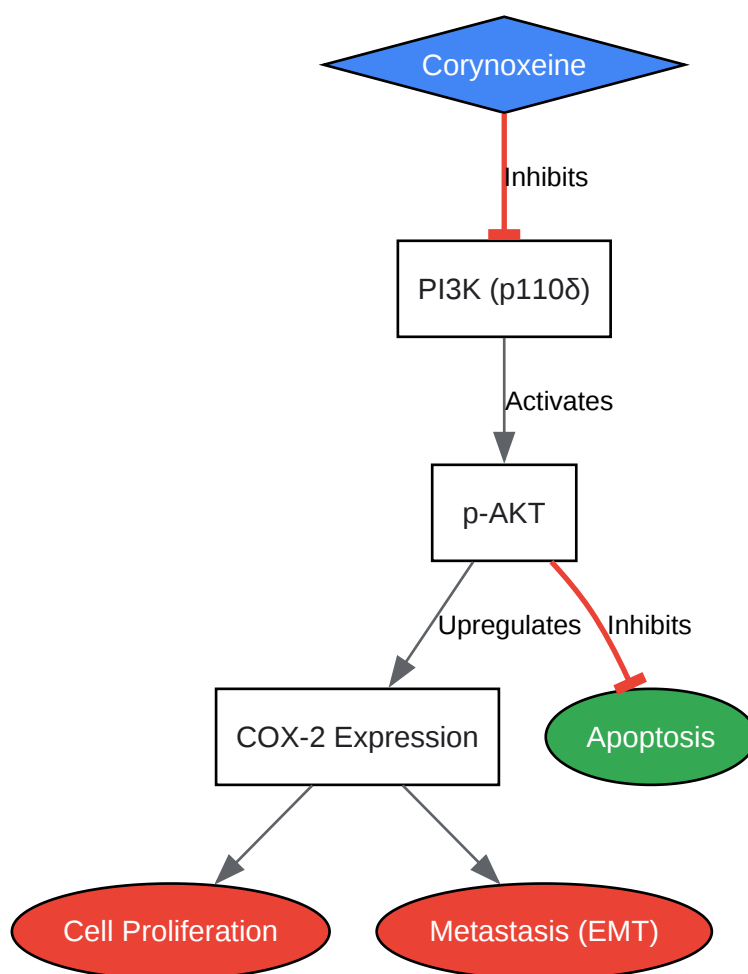 Corynoxeine
Inhibits
PI3K (p110δ)
Activates
p-AKT
Upregulates
Inhibits
COX-2 Expression
Apoptosis
Cell Proliferation
Metastasis (EMT)